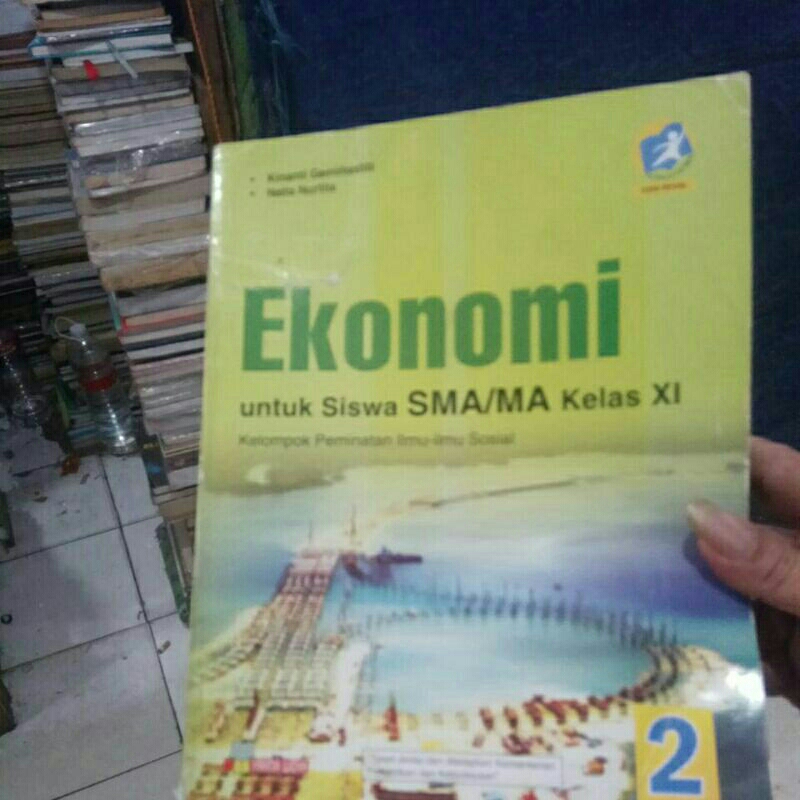 • Kinanti Geminastiti
• Nella Nurlita
Ekonomi
untuk Siswa SMA/MA Kelas XI
Kelompok Peminatan Ilmu-ilmu Sosial
2